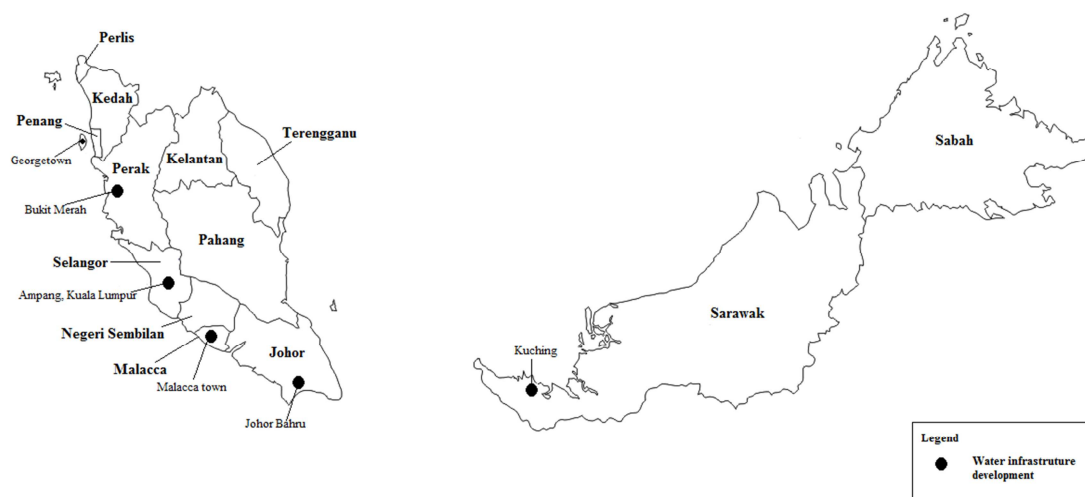 Perlis
Kedah
Penang
Georgetown
Perak
Kelantan
Terengganu
Bukit Merah
Pahang
Selangor
Ampang, Kuala Lumpur
Negeri Sembilan
Malacca
Malacca town
Johor
Johor Bahru
Sabah
Sarawak
Kuching
Legend
Water infrastruture
development